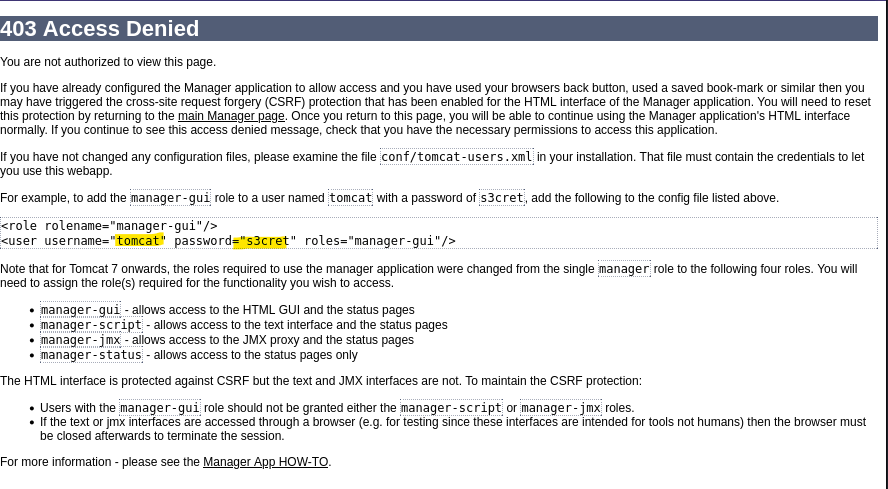 403 Access Denied
You are not authorized to view this page.
If you have already configured the Manager application to allow access and you have used your browsers back button, used a saved book-mark or similar then you
may have triggered the cross-site request forgery (CSRF) protection that has been enabled for the HTML interface of the Manager application. You will need to reset
this protection by returning to the main Manager page. Once you return to this page, you will be able to continue using the Manager application's HTML interface
normally. If you continue to see this access denied message, check that you have the necessary permissions to access this application.
If you have not changed any configuration files, please examine the file conf/tomcat-users.xml in your installation. That file must contain the credentials to let
you use this webapp.
For example, to add the manager-gui role to a user named tomcat with a password of s3cret, add the following to the config file listed above.
<role rolename="manager-gui"/>
<user username="tomcat" password="s3cret" roles="manager-gui"/>
Note that for Tomcat 7 onwards, the roles required to use the manager application were changed from the single manager role to the following four roles. You will
need to assign the role(s) required for the functionality you wish to access.
• manager-gui - allows access to the HTML GUI and the status pages
• manager-script - allows access to the text interface and the status pages
• manager-jmx - allows access to the JMX proxy and the status pages
• manager-status - allows access to the status pages only
The HTML interface is protected against CSRF but the text and JMX interfaces are not. To maintain the CSRF protection:
• Users with the manager-gui role should not be granted either the manager-script or manager-jmx roles.
• If the text or jmx interfaces are accessed through a browser (e.g. for testing since these interfaces are intended for tools not humans) then the browser must
be closed afterwards to terminate the session.
For more information - please see the Manager App HOW-TO.